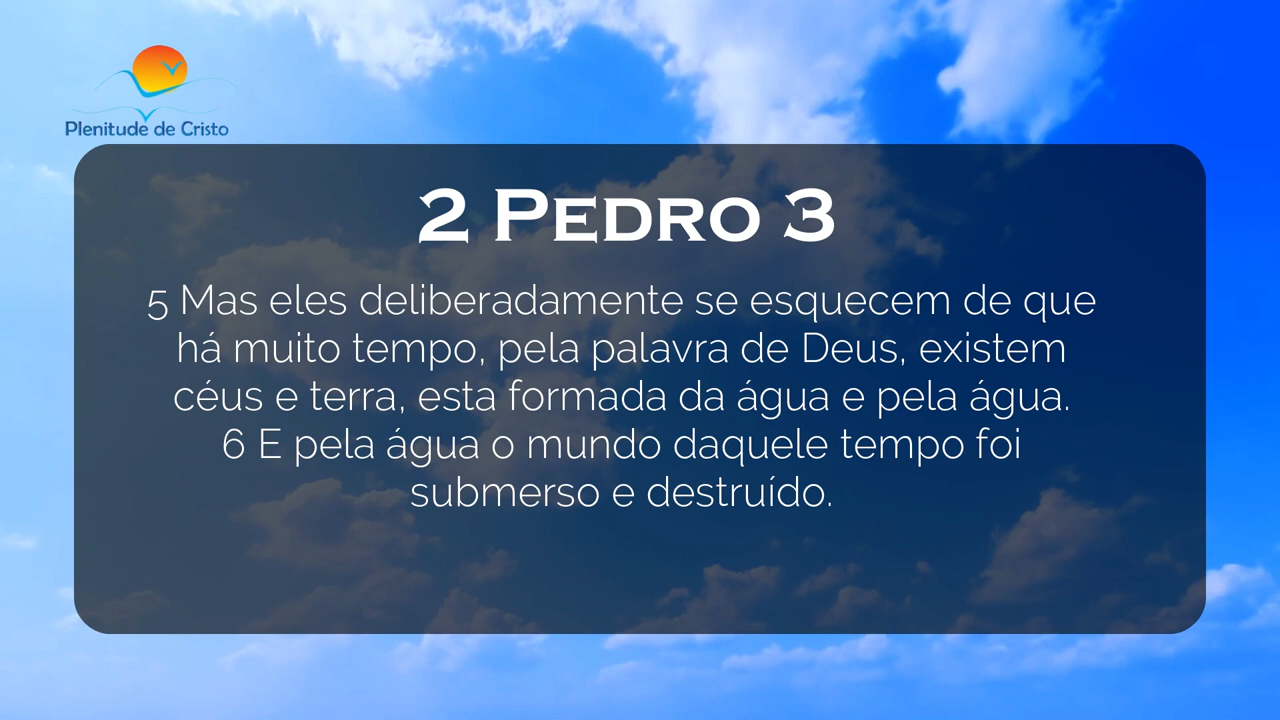 Plenitude de Cristo
2 Pedro 3
5 Mas eles deliberadamente se esquecem de que
há muito tempo, pela palavra de Deus, existem
céus e terra, esta formada da água e pela água.
6 E pela água o mundo daquele tempo foi
submerso e destruído.